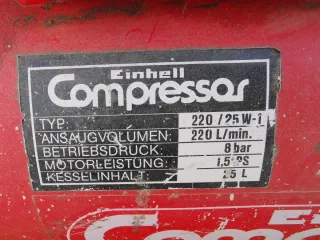 Einhell
Compressor
TYP: 220/25W-1
ANSAUGVOLUMEN: 220 L/min.
BETRIEBSDRUCK: 8 bar
MOTORLEISTUNG: 1,5 PS
KESSELINHALT: 25 L